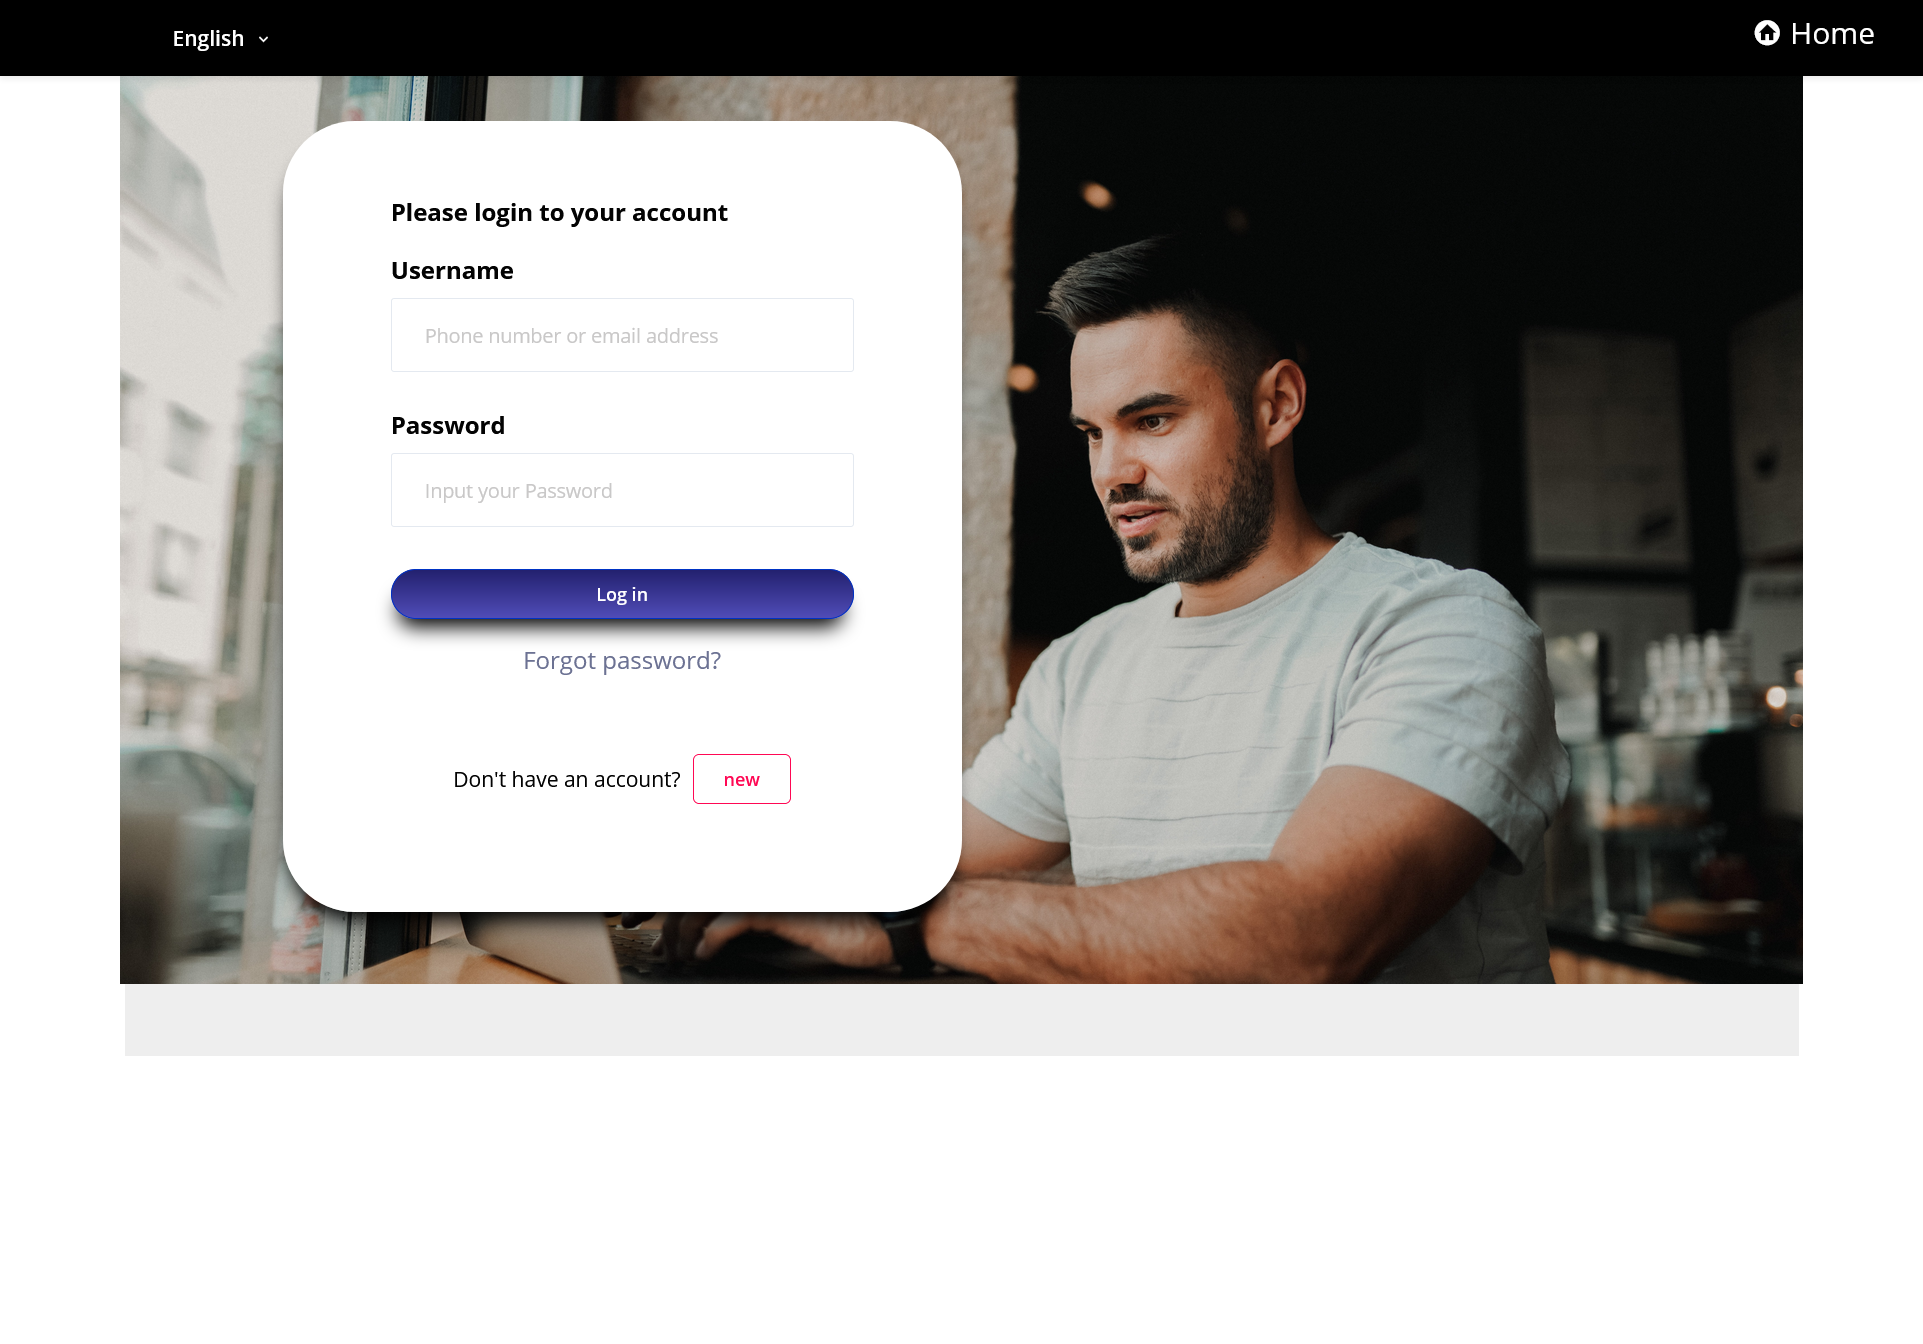 English
Home
Please login to your account
Username
Phone number or email address
Password
Input your Password
Log in
Forgot password?
Don't have an account? new